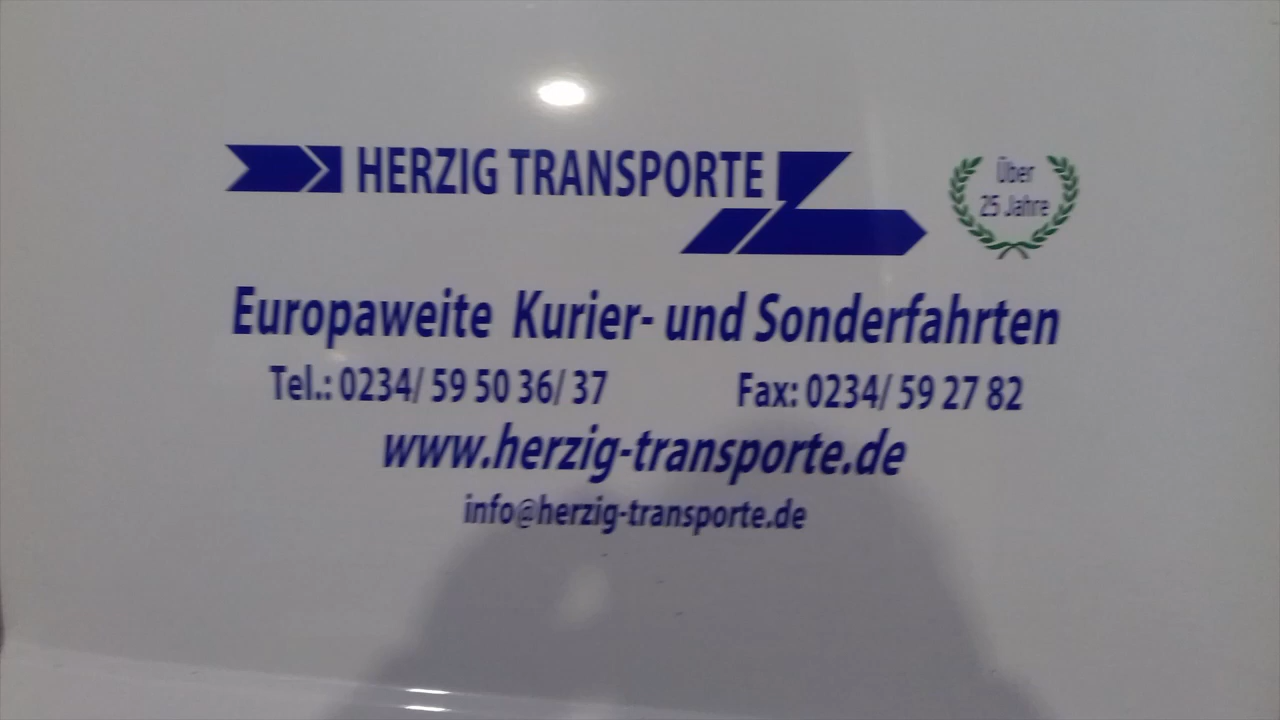 HERZIG TRANSPORTE
Über
25 Jahre
Europaweite Kurier- und Sonderfahrten
Tel.: 0234/ 59 50 36/ 37 Fax: 0234/ 59 27 82
www.herzig-transporte.de
info@herzig-transporte.de